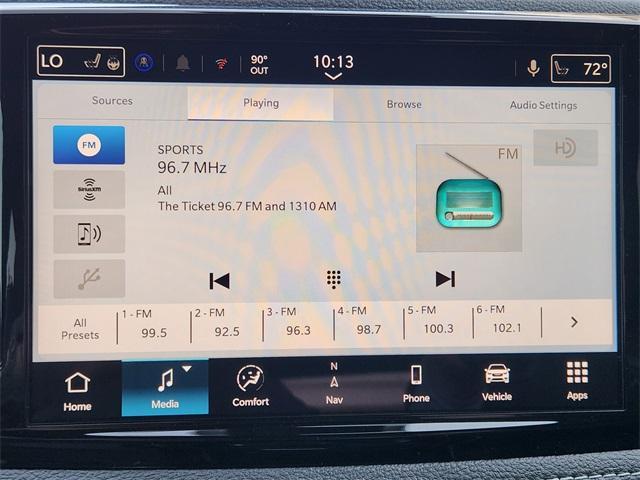 LO
90°
OUT
10:13
72°
Sources
Playing
Browse
Audio Settings
FM
SPORTS
96.7 MHz
All
The Ticket 96.7 FM and 1310 AM
FM
HD
SiriusXM
All
Presets
1 - FM
99.5
2 - FM
92.5
3 - FM
96.3
4 - FM
98.7
5 - FM
100.3
6 - FM
102.1
Home
Media
Comfort
N
Nav
Phone
Vehicle
Apps